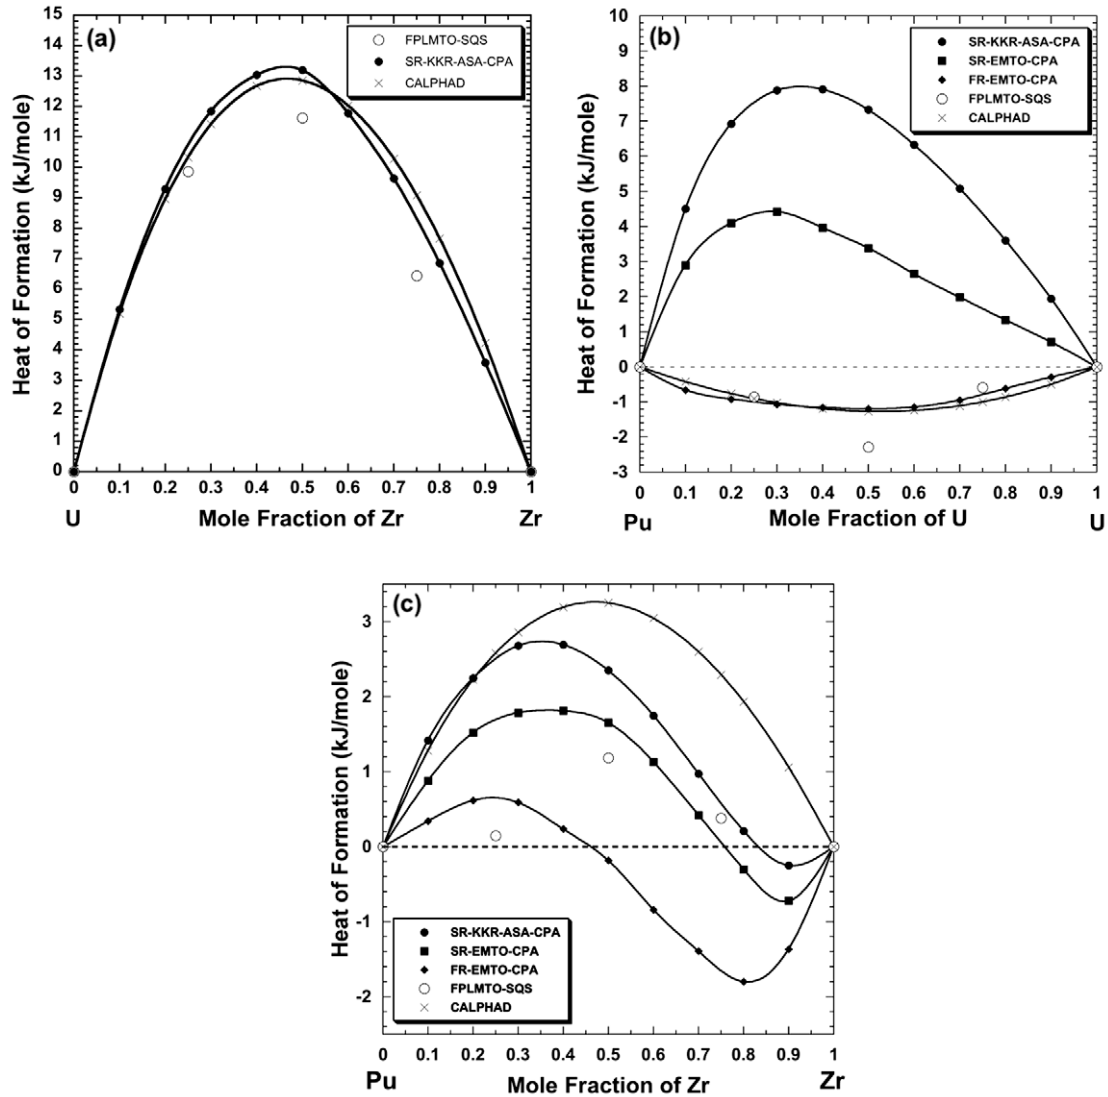 (a)
FPLMTO-SQS
SR-KKR-ASA-CPA
CALPHAD
Heat of Formation (kJ/mole)
15
14
13
12
11
10
9
8
7
6
5
4
3
2
1
0
0 0.1 0.2 0.3 0.4 0.5 0.6 0.7 0.8 0.9 1
U Mole Fraction of Zr Zr
(b)
SR-KKR-ASA-CPA
SR-EMTO-CPA
FR-EMTO-CPA
FPLMTO-SQS
CALPHAD
Heat of Formation (kJ/mole)
10
9
8
7
6
5
4
3
2
1
0
-1
-2
-3
0 0.1 0.2 0.3 0.4 0.5 0.6 0.7 0.8 0.9 1
Pu Mole Fraction of U U
(c)
Heat of Formation (kJ/mole)
3
2
1
0
-1
-2
SR-KKR-ASA-CPA
SR-EMTO-CPA
FR-EMTO-CPA
FPLMTO-SQS
CALPHAD
0 0.1 0.2 0.3 0.4 0.5 0.6 0.7 0.8 0.9 1
Pu Mole Fraction of Zr Zr